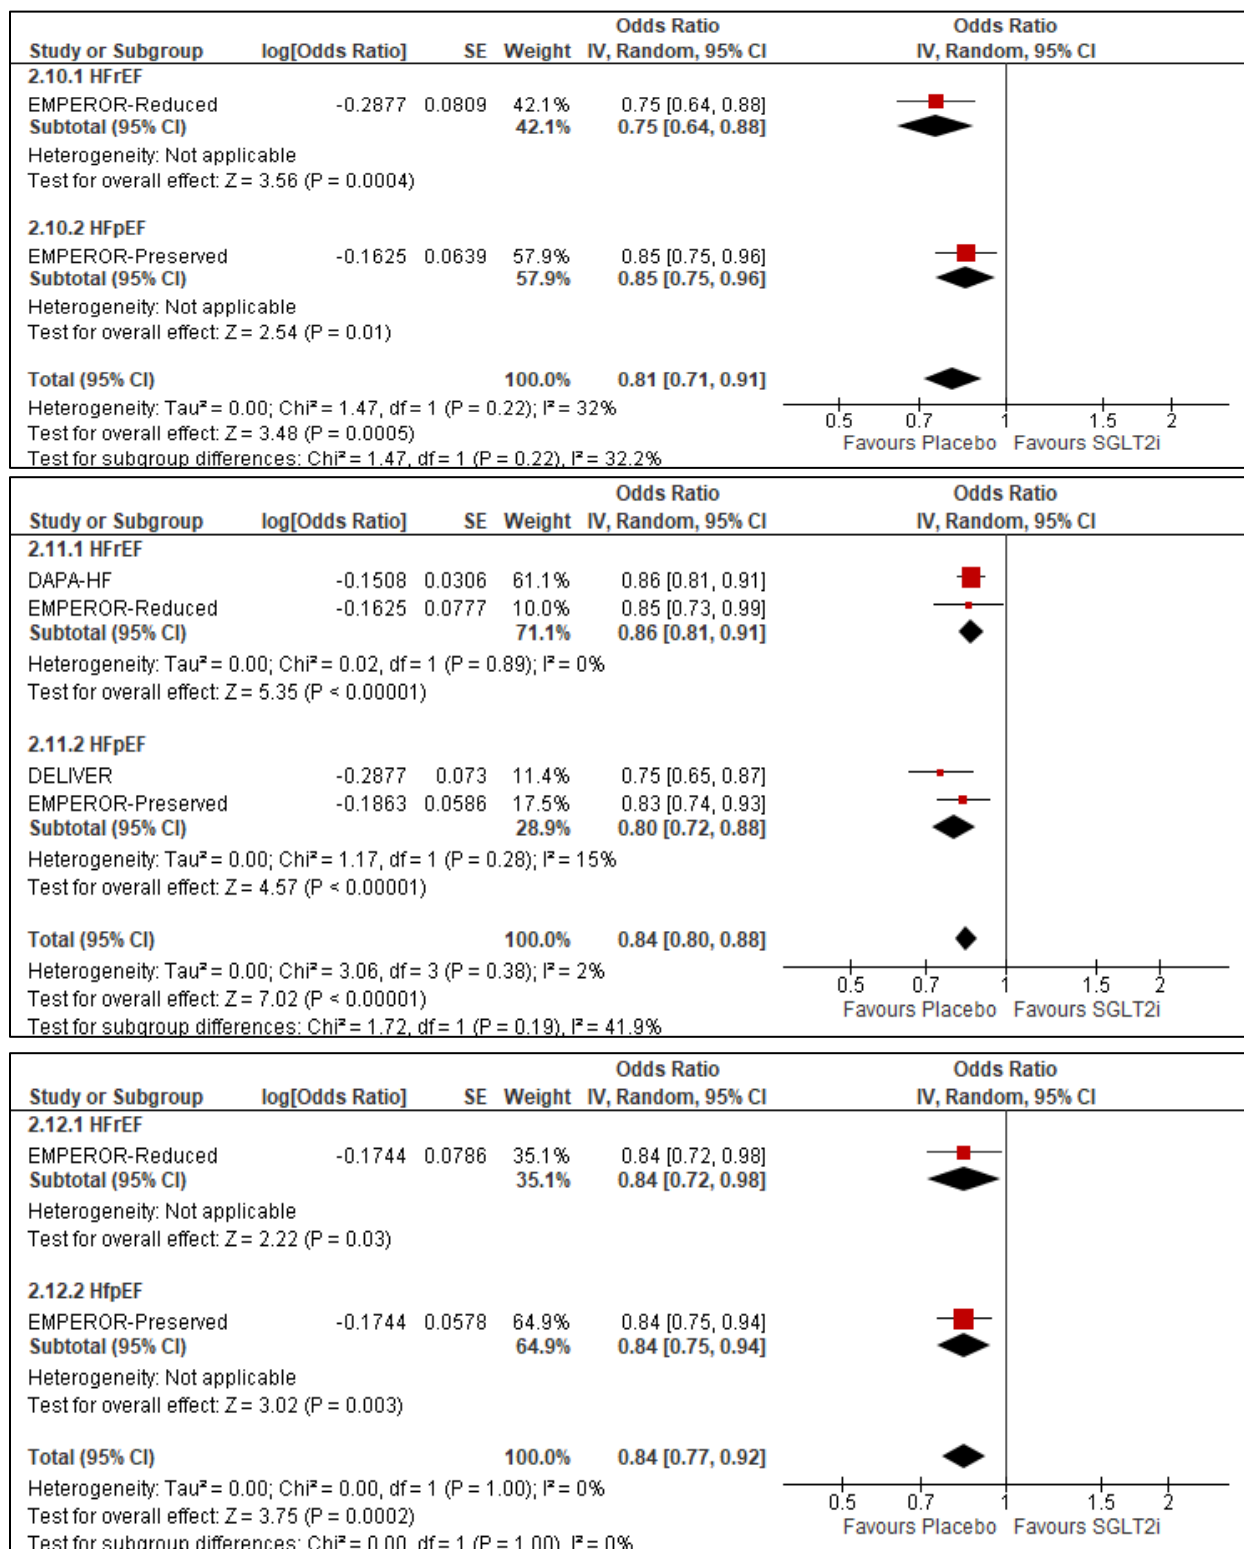 Odds Ratio Odds Ratio
Study or Subgroup log[Odds Ratio] SE Weight IV, Random, 95% CI IV, Random, 95% CI
2.10.1 HFrEF
EMPEROR-Reduced -0.2877 0.0809 42.1% 0.75 [0.64, 0.88]
Subtotal (95% CI) 42.1% 0.75 [0.64, 0.88]
Heterogeneity: Not applicable
Test for overall effect: Z = 3.56 (P = 0.0004)
2.10.2 HFpEF
EMPEROR-Preserved -0.1625 0.0639 57.9% 0.85 [0.75, 0.96]
Subtotal (95% CI) 57.9% 0.85 [0.75, 0.96]
Heterogeneity: Not applicable
Test for overall effect: Z = 2.54 (P = 0.01)
Total (95% CI) 100.0% 0.81 [0.71, 0.91]
Heterogeneity: Tau² = 0.00; Chi² = 1.47, df = 1 (P = 0.22); I² = 32%
0.5 0.7 1 1.5 2
Test for overall effect: Z = 3.48 (P = 0.0005)
Favours Placebo Favours SGLT2i
Test for subgroup differences: Chi² = 1.47, df = 1 (P = 0.22), I² = 32.2%
Odds Ratio Odds Ratio
Study or Subgroup log[Odds Ratio] SE Weight IV, Random, 95% CI IV, Random, 95% CI
2.11.1 HFrEF
DAPA-HF -0.1508 0.0306 61.1% 0.86 [0.81, 0.91]
EMPEROR-Reduced -0.1625 0.0777 10.0% 0.85 [0.73, 0.99]
Subtotal (95% CI) 71.1% 0.86 [0.81, 0.91]
Heterogeneity: Tau² = 0.00; Chi² = 0.02, df = 1 (P = 0.89); I² = 0%
Test for overall effect: Z = 5.35 (P < 0.00001)
2.11.2 HFpEF
DELIVER -0.2877 0.073 11.4% 0.75 [0.65, 0.87]
EMPEROR-Preserved -0.1863 0.0586 17.5% 0.83 [0.74, 0.93]
Subtotal (95% CI) 28.9% 0.80 [0.72, 0.88]
Heterogeneity: Tau² = 0.00; Chi² = 1.17, df = 1 (P = 0.28); I² = 15%
Test for overall effect: Z = 4.57 (P < 0.00001)
Total (95% CI) 100.0% 0.84 [0.80, 0.88]
Heterogeneity: Tau² = 0.00; Chi² = 3.06, df = 3 (P = 0.38); I² = 2%
0.5 0.7 1 1.5 2
Test for overall effect: Z = 7.02 (P < 0.00001)
Favours Placebo Favours SGLT2i
Test for subgroup differences: Chi² = 1.72, df = 1 (P = 0.19), I² = 41.9%
Odds Ratio Odds Ratio
Study or Subgroup log[Odds Ratio] SE Weight IV, Random, 95% CI IV, Random, 95% CI
2.12.1 HFrEF
EMPEROR-Reduced -0.1744 0.0786 35.1% 0.84 [0.72, 0.98]
Subtotal (95% CI) 35.1% 0.84 [0.72, 0.98]
Heterogeneity: Not applicable
Test for overall effect: Z = 2.22 (P = 0.03)
2.12.2 HfpEF
EMPEROR-Preserved -0.1744 0.0578 64.9% 0.84 [0.75, 0.94]
Subtotal (95% CI) 64.9% 0.84 [0.75, 0.94]
Heterogeneity: Not applicable
Test for overall effect: Z = 3.02 (P = 0.003)
Total (95% CI) 100.0% 0.84 [0.77, 0.92]
Heterogeneity: Tau² = 0.00; Chi² = 0.00, df = 1 (P = 1.00); I² = 0%
0.5 0.7 1 1.5 2
Test for overall effect: Z = 3.75 (P = 0.0002)
Favours Placebo Favours SGLT2i
Test for subgroup differences: Chi² = 0.00, df = 1 (P = 1.00), I² = 0%